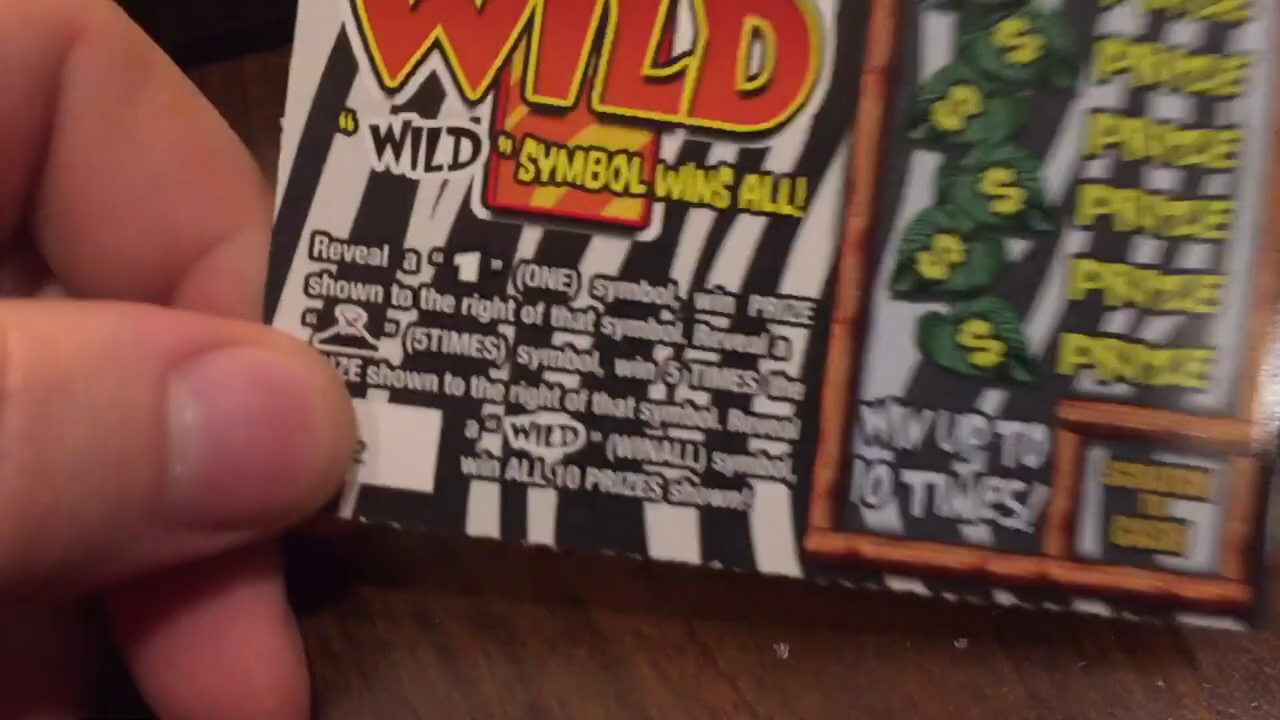 WILD
"WILD" SYMBOL WINS ALL!
Reveal a "1" (ONE) symbol, win PRIZE
shown to the right of that symbol. Reveal a
" " (5TIMES) symbol, win 5 TIMES the
PRIZE shown to the right of that symbol. Reveal
a "WILD" (WINALL) symbol,
win ALL 10 PRIZES shown!
$ PRIZE
$ PRIZE
$ PRIZE
$ PRIZE
$ PRIZE
WIN UP TO
10 TIMES!